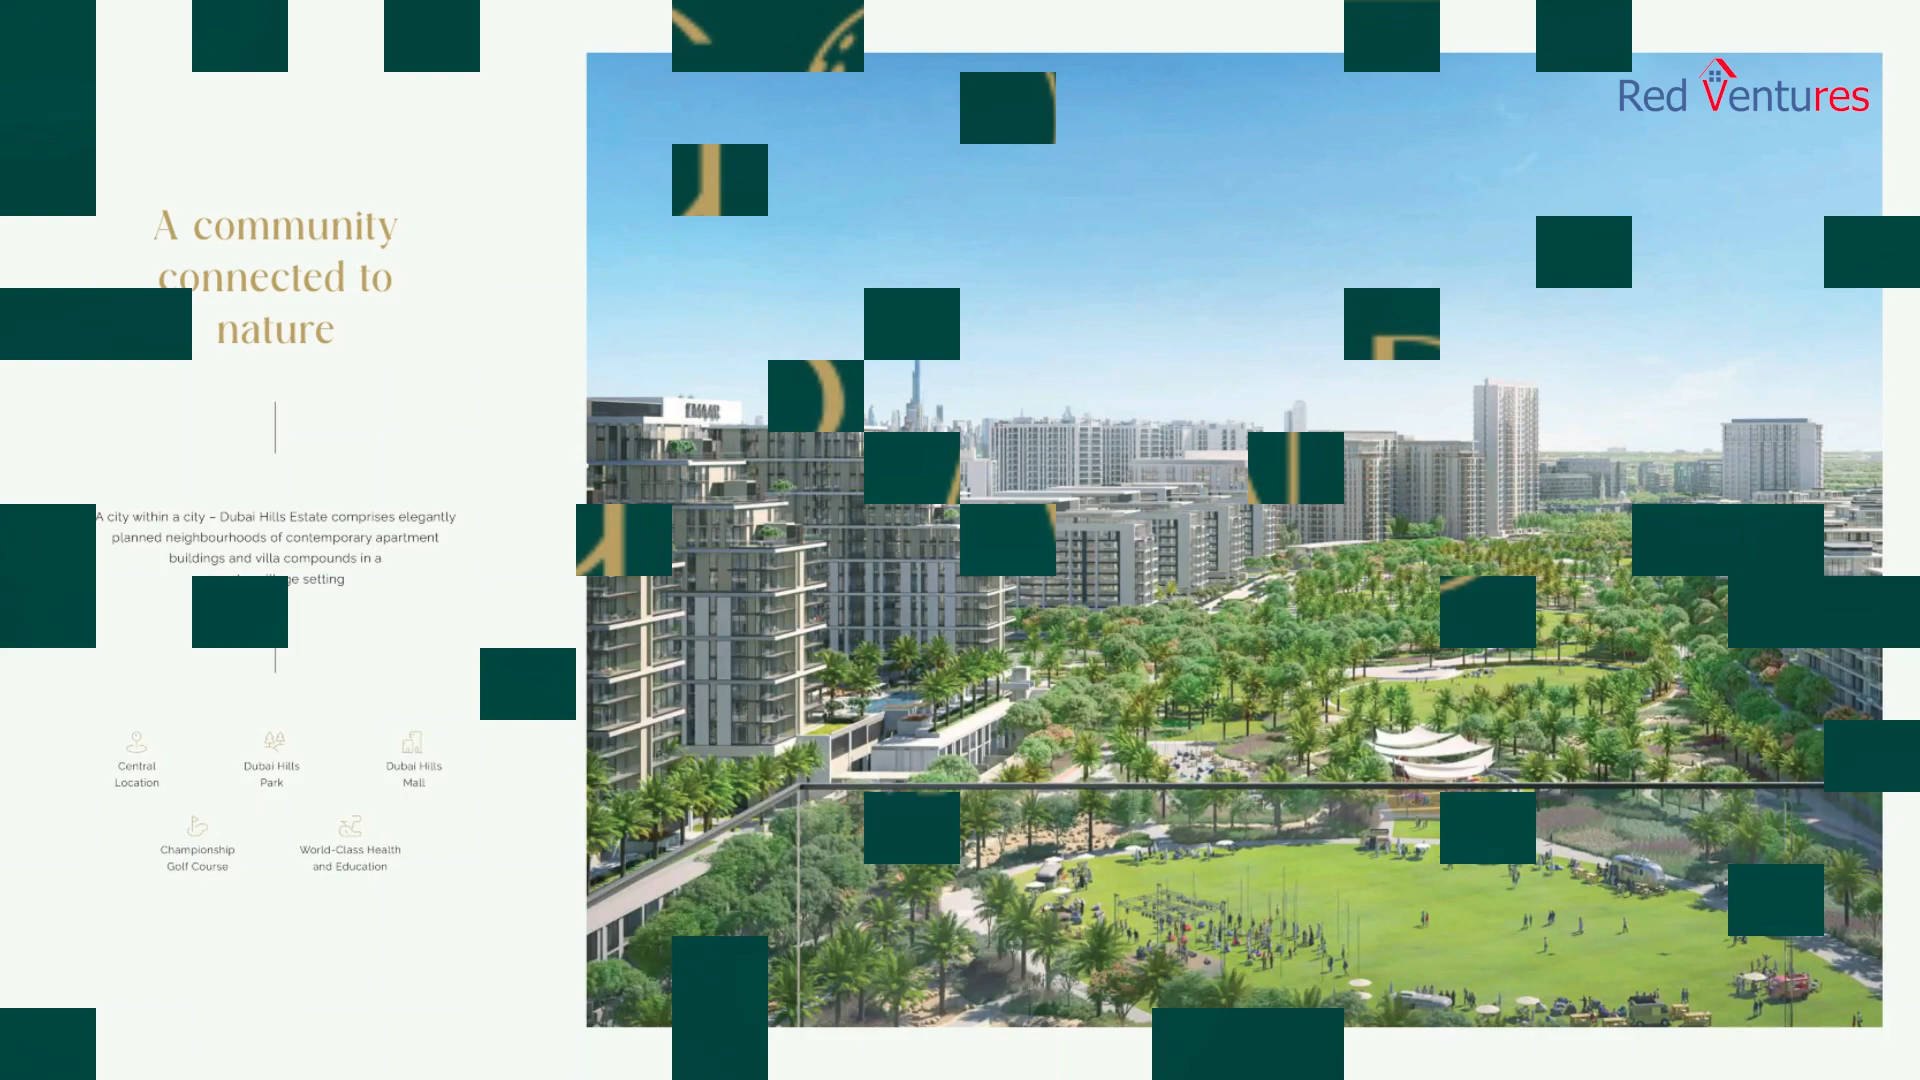 Red Ventures
A community
connected to
nature
EMAAR
A city within a city – Dubai Hills Estate comprises elegantly
planned neighbourhoods of contemporary apartment
buildings and villa compounds in a
setting
Central
Location
Dubai Hills
Park
Dubai Hills
Mall
Championship
Golf Course
World-Class Health
and Education